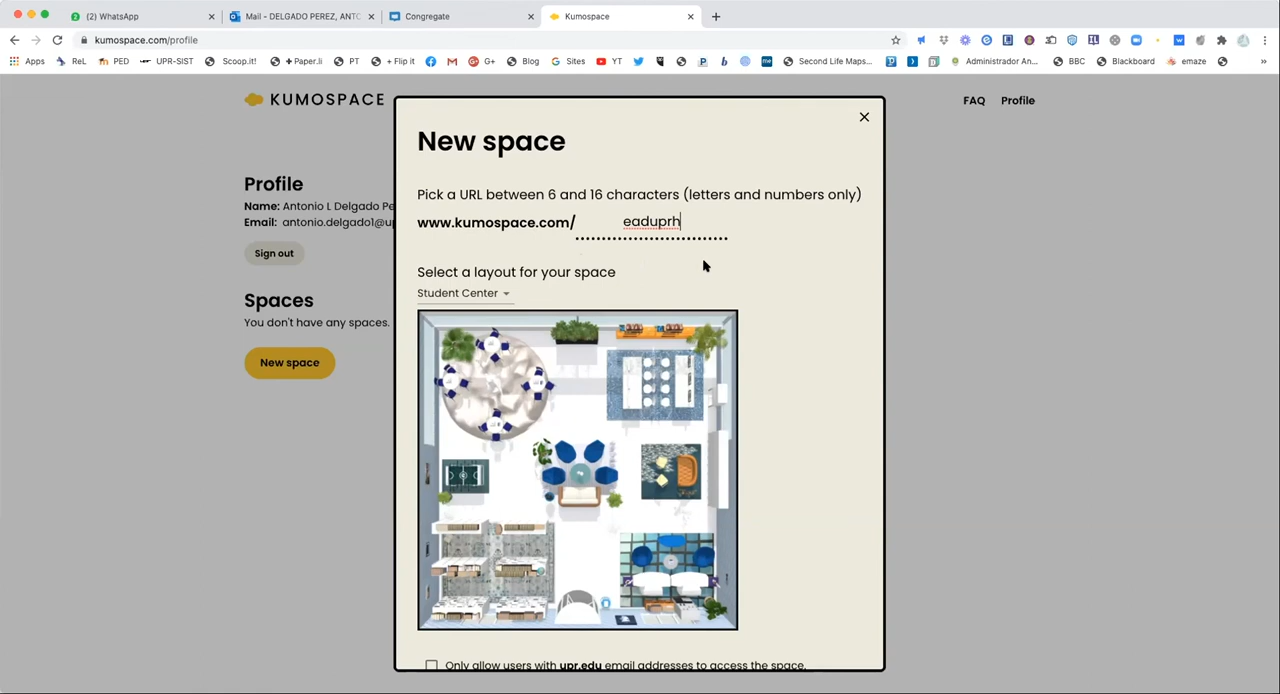 (2) WhatsApp
Mail - DELGADO PEREZ, ANTO
Congregate
Kumospace
kumospace.com/profile
Apps ReL PED UPR-SIST Scoop.it! + Paper.li PT + Flip it G+ Blog Sites YT Second Life Maps... Administrador An... BBC Blackboard emaze
KUMOSPACE
FAQ Profile
Profile
Name: Antonio L Delgado Pe
Email: antonio.delgado1@u
Sign out
Spaces
You don't have any spaces.
New space
New space
Pick a URL between 6 and 16 characters (letters and numbers only)
www.kumospace.com/ eaduprh
Select a layout for your space
Student Center
Only allow users with upr.edu email addresses to access the space.